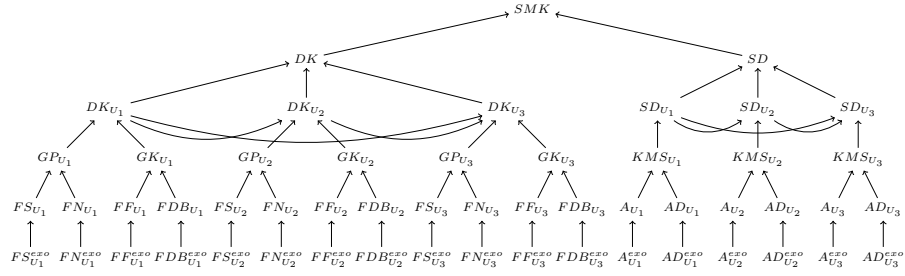 SMK
DK SD
DK_{U_1} DK_{U_2} DK_{U_3} SD_{U_1} SD_{U_2} SD_{U_3}
GP_{U_1} GK_{U_1} GP_{U_2} GK_{U_2} GP_{U_3} GK_{U_3} KMS_{U_1} KMS_{U_2} KMS_{U_3}
FS_{U_1} FN_{U_1} FF_{U_1} FDB_{U_1} FS_{U_2} FN_{U_2} FF_{U_2} FDB_{U_2} FS_{U_3} FN_{U_3} FF_{U_3} FDB_{U_3} A_{U_1} AD_{U_1} A_{U_2} AD_{U_2} A_{U_3} AD_{U_3}
FS^{exo}_{U_1} FN^{exo}_{U_1} FF^{exo}_{U_1} FDB^{exo}_{U_1} FS^{exo}_{U_2} FN^{exo}_{U_2} FF^{exo}_{U_2} FDB^{exo}_{U_2} FS^{exo}_{U_3} FN^{exo}_{U_3} FF^{exo}_{U_3} FDB^{exo}_{U_3} A^{exo}_{U_1} AD^{exo}_{U_1} A^{exo}_{U_2} AD^{exo}_{U_2} A^{exo}_{U_3} AD^{exo}_{U_3}